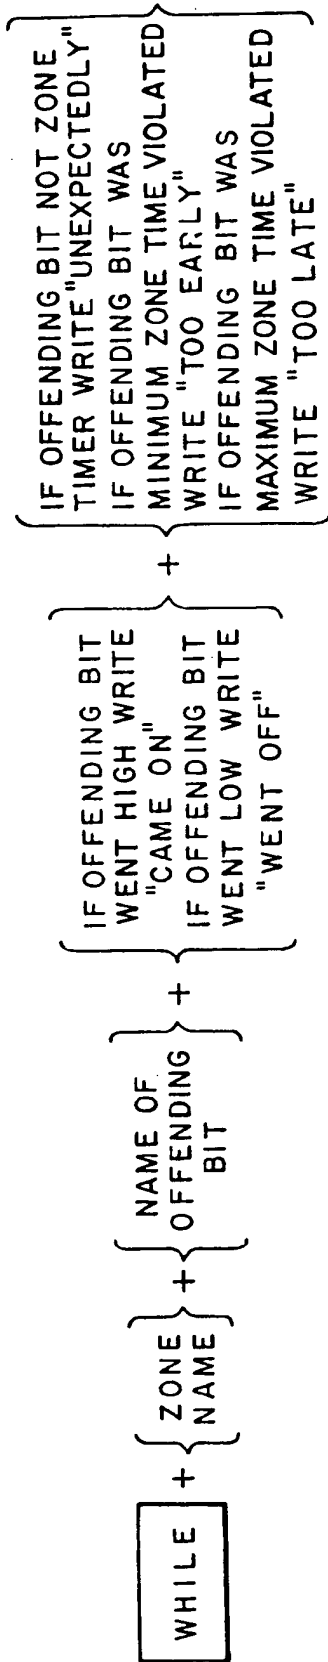 WHILE
+
ZONE
NAME
+
NAME OF
OFFENDING
BIT
+
IF OFFENDING BIT
WENT HIGH WRITE
"CAME ON"
IF OFFENDING BIT
WENT LOW WRITE
"WENT OFF"
+
IF OFFENDING BIT NOT ZONE
TIMER WRITE "UNEXPECTEDLY"
IF OFFENDING BIT WAS
MINIMUM ZONE TIME VIOLATED
WRITE "TOO EARLY"
IF OFFENDING BIT WAS
MAXIMUM ZONE TIME VIOLATED
WRITE "TOO LATE"